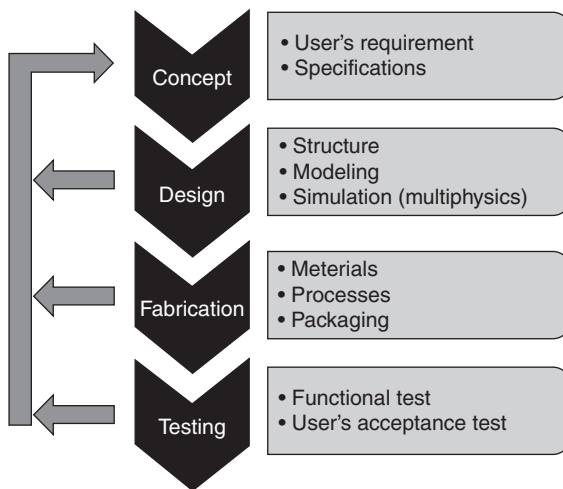 Concept
• User's requirement
• Specifications
Design
• Structure
• Modeling
• Simulation (multiphysics)
Fabrication
• Meterials
• Processes
• Packaging
Testing
• Functional test
• User's acceptance test